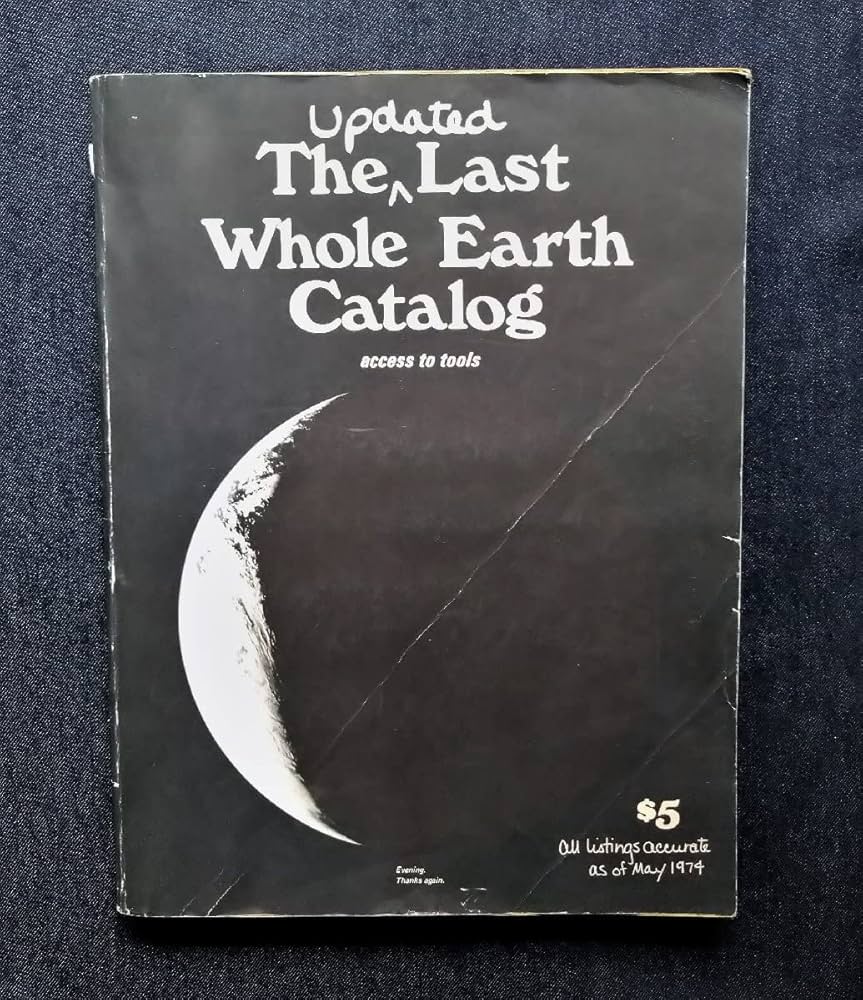 Updated
The ^ Last
Whole Earth
Catalog
access to tools
$5
All listings accurate
as of May 1974
Evening.
Thanks again.